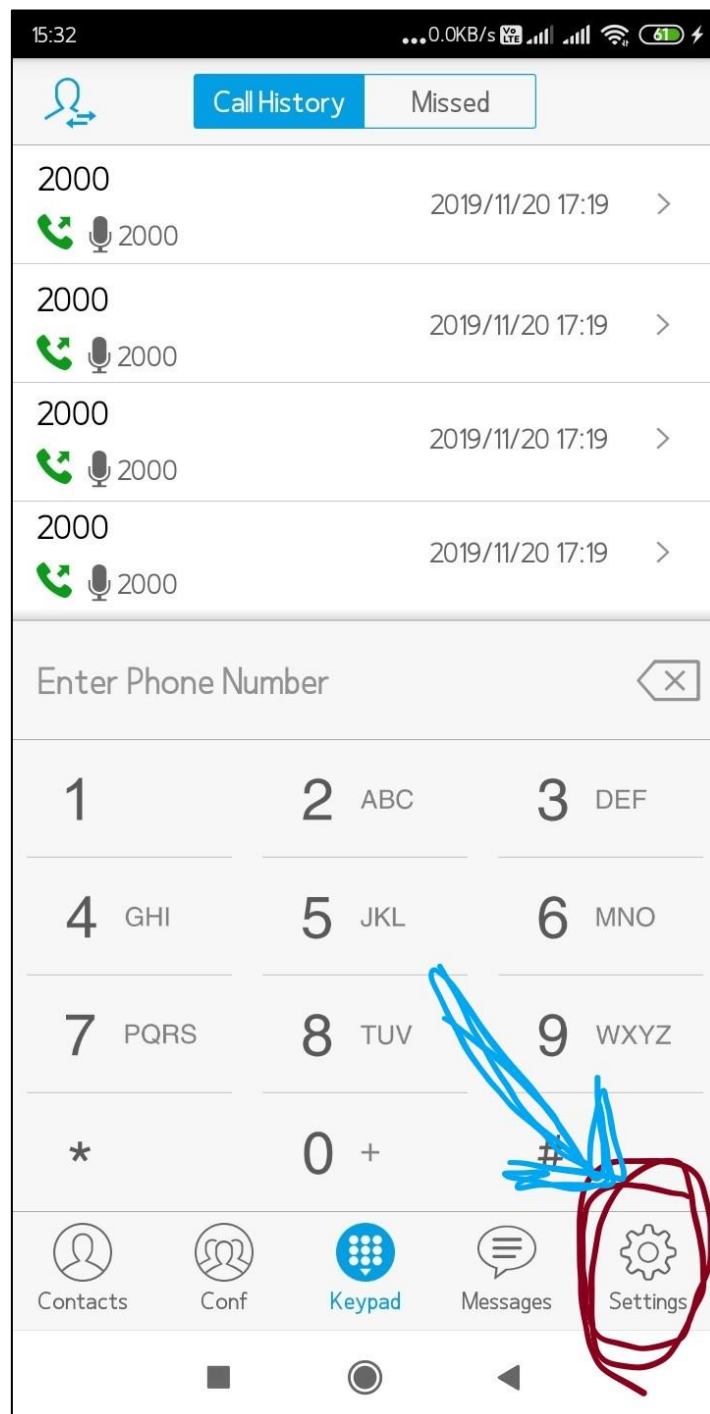 15:32 ...0.0KB/s Vo LTE 61
Call History Missed
2000
2019/11/20 17:19 >
2000
2000
2019/11/20 17:19 >
2000
2000
2019/11/20 17:19 >
2000
2000
2019/11/20 17:19 >
2000
Enter Phone Number
1 2 ABC 3 DEF
4 GHI 5 JKL 6 MNO
7 PQRS 8 TUV 9 WXYZ
* 0 + #
Contacts Conf Keypad Messages Settings